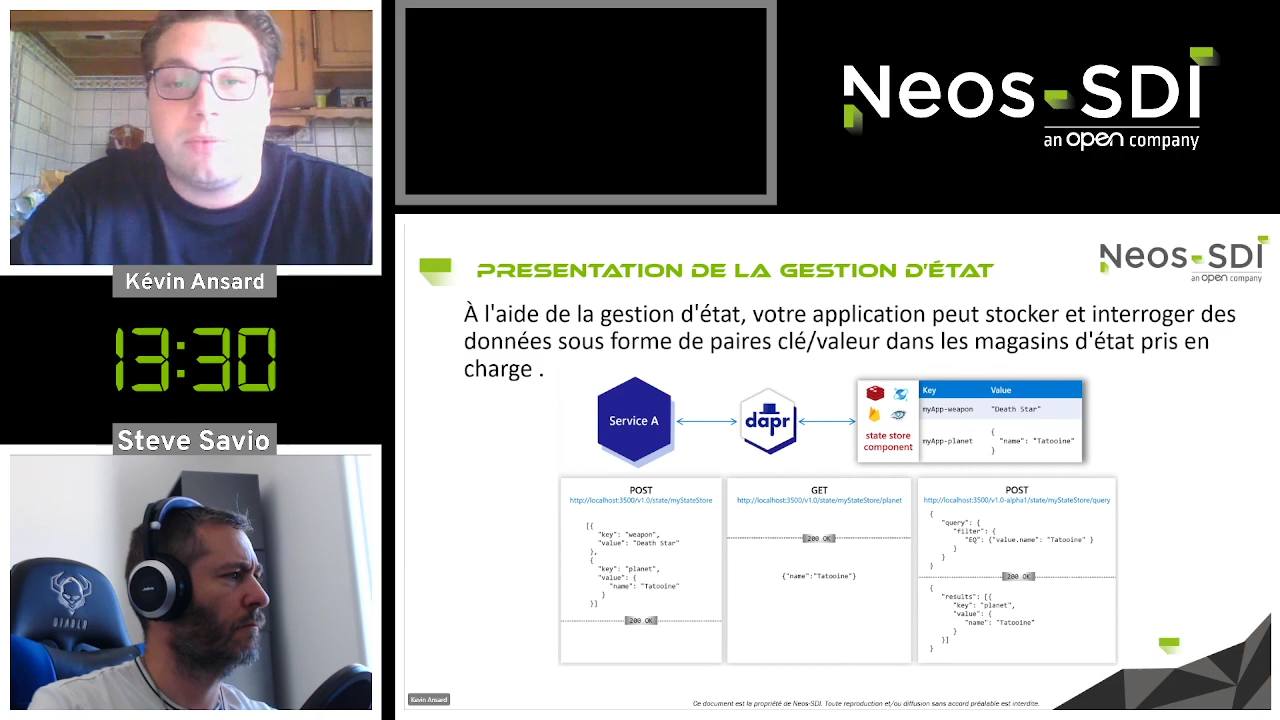 Neos-SDI
an open company
Kévin Ansard
13:30
Steve Savio
DIABLO
Jabra
Neos-SDI
an open company
PRESENTATION DE LA GESTION D'ÉTAT
À l'aide de la gestion d'état, votre application peut stocker et interroger des
données sous forme de paires clé/valeur dans les magasins d'état pris en
charge .
Service A
dapr
state store
component
Key Value
myApp-weapon "Death Star"
myApp-planet {
"name": "Tatooine"
}
POST
http://localhost:3500/v1.0/state/myStateStore
[{
"key": "weapon",
"value": "Death Star"
},
{
"key": "planet",
"value": {
"name": "Tatooine"
}
}]
200 OK
GET
http://localhost:3500/v1.0/state/myStateStore/planet
200 OK
{"name":"Tatooine"}
POST
http://localhost:3500/v1.0-alpha1/state/myStateStore/query
{
"query": {
"filter": {
"EQ": {"value.name": "Tatooine" }
}
}
}
200 OK
{
"results": [{
"key": "planet",
"value": {
"name": "Tatooine"
}
}]
}
Kevin Ansard
Ce document est la propriété de Neos-SDI. Toute reproduction et/ou diffusion sans accord préalable est interdite.